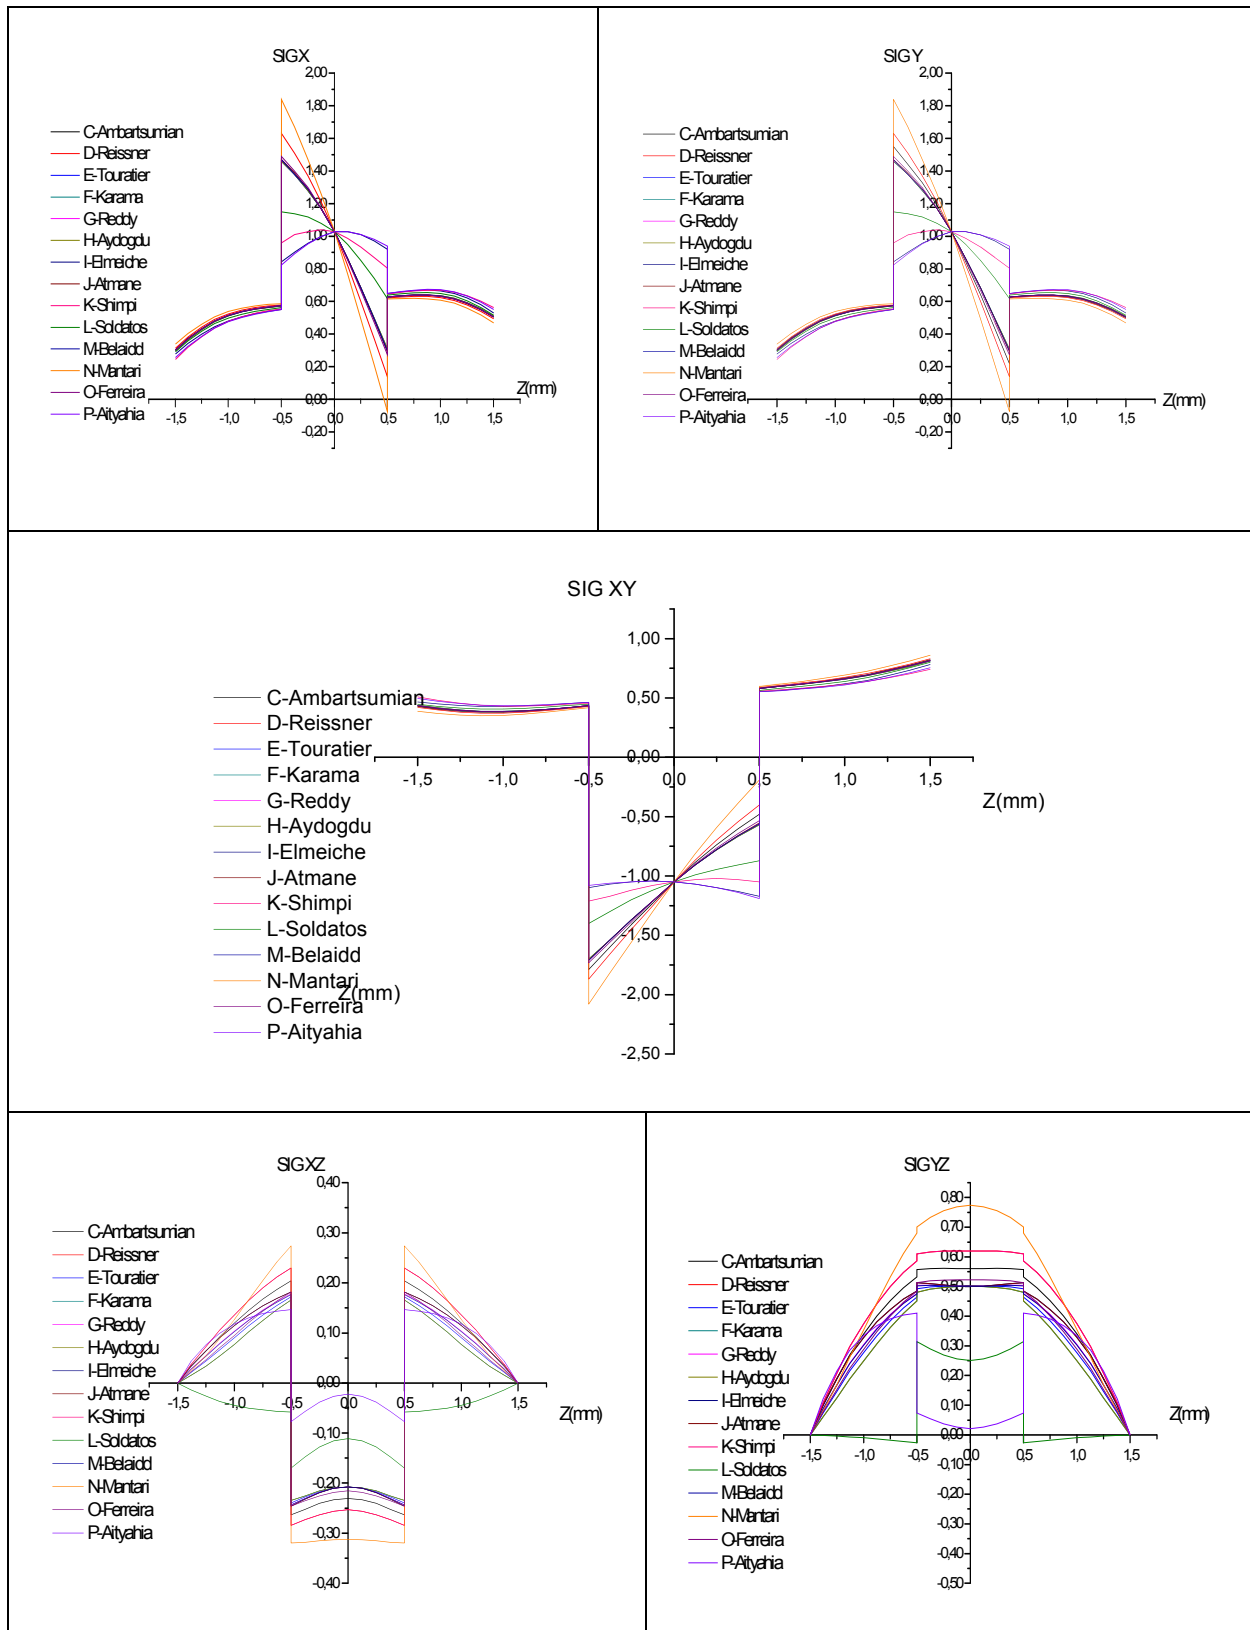 SIGX
2,00
1,80
1,60
1,40
1,20
1,00
0,80
0,60
0,40
0,20
0,00
-0,20
-1,5 -1,0 -0,5 0,0 0,5 1,0 1,5
Z(mm)
C-Ambartsumian
D-Reissner
E-Touratier
F-Karama
G-Reddy
H-Aydogdu
I-Elmeiche
J-Atmane
K-Shimpi
L-Soldatos
M-Belaidd
N-Mantari
O-Ferreira
P-Aityahia
SIGY
2,00
1,80
1,60
1,40
1,20
1,00
0,80
0,60
0,40
0,20
0,00
-0,20
-1,5 -1,0 -0,5 0,0 0,5 1,0 1,5
Z(mm)
C-Ambartsumian
D-Reissner
E-Touratier
F-Karama
G-Reddy
H-Aydogdu
I-Elmeiche
J-Atmane
K-Shimpi
L-Soldatos
M-Belaidd
N-Mantari
O-Ferreira
P-Aityahia
SIG XY
1,00
0,50
0,00
-0,50
-1,00
-1,50
-2,00
-2,50
-1,5 -1,0 -0,5 0,0 0,5 1,0 1,5
Z(mm)
C-Ambartsumian
D-Reissner
E-Touratier
F-Karama
G-Reddy
H-Aydogdu
I-Elmeiche
J-Atmane
K-Shimpi
L-Soldatos
M-Belaidd
N-Mantari
Z(mm)
O-Ferreira
P-Aityahia
SIGXZ
0,40
0,30
0,20
0,10
0,00
-0,10
-0,20
-0,30
-0,40
-1,5 -1,0 -0,5 0,0 0,5 1,0 1,5
Z(mm)
C-Ambartsumian
D-Reissner
E-Touratier
F-Karama
G-Reddy
H-Aydogdu
I-Elmeiche
J-Atmane
K-Shimpi
L-Soldatos
M-Belaidd
N-Mantari
O-Ferreira
P-Aityahia
SIGYZ
0,80
0,70
0,60
0,50
0,40
0,30
0,20
0,10
0,00
-0,10
-0,20
-0,30
-0,40
-0,50
-1,5 -1,0 -0,5 0,0 0,5 1,0 1,5
Z(mm)
C-Ambartsumian
D-Reissner
E-Touratier
F-Karama
G-Reddy
H-Aydogdu
I-Elmeiche
J-Atmane
K-Shimpi
L-Soldatos
M-Belaidd
N-Mantari
O-Ferreira
P-Aityahia